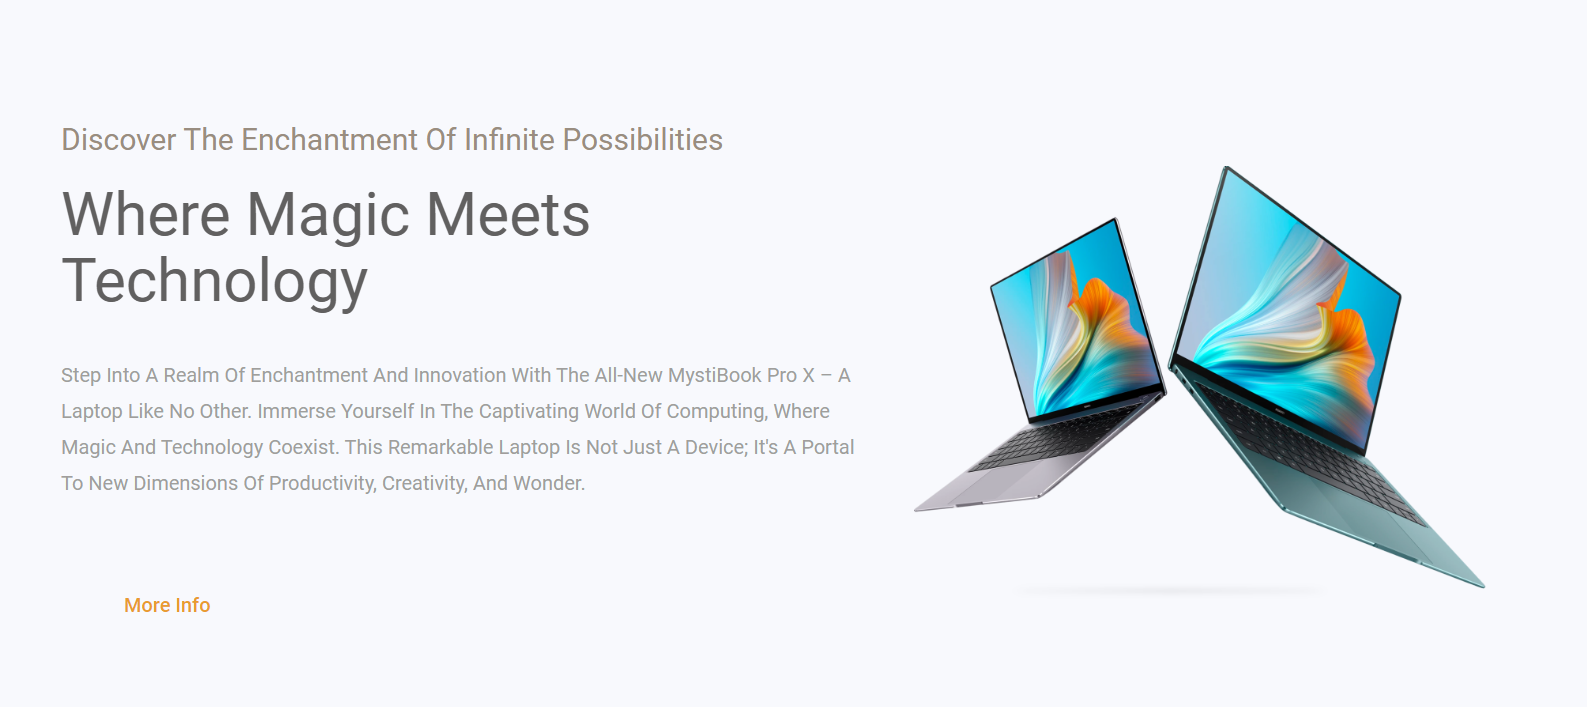 Discover The Enchantment Of Infinite Possibilities
Where Magic Meets
Technology
Step Into A Realm Of Enchantment And Innovation With The All-New MystiBook Pro X – A
Laptop Like No Other. Immerse Yourself In The Captivating World Of Computing, Where
Magic And Technology Coexist. This Remarkable Laptop Is Not Just A Device; It's A Portal
To New Dimensions Of Productivity, Creativity, And Wonder.
More Info